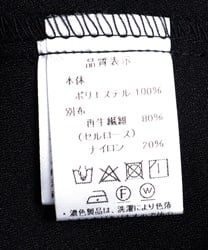 品質表示
本体
ポリエステル 100%
別布
再生繊維 80%
(セルロース)
ナイロン 20%
・濃色製品は、洗濯により色落